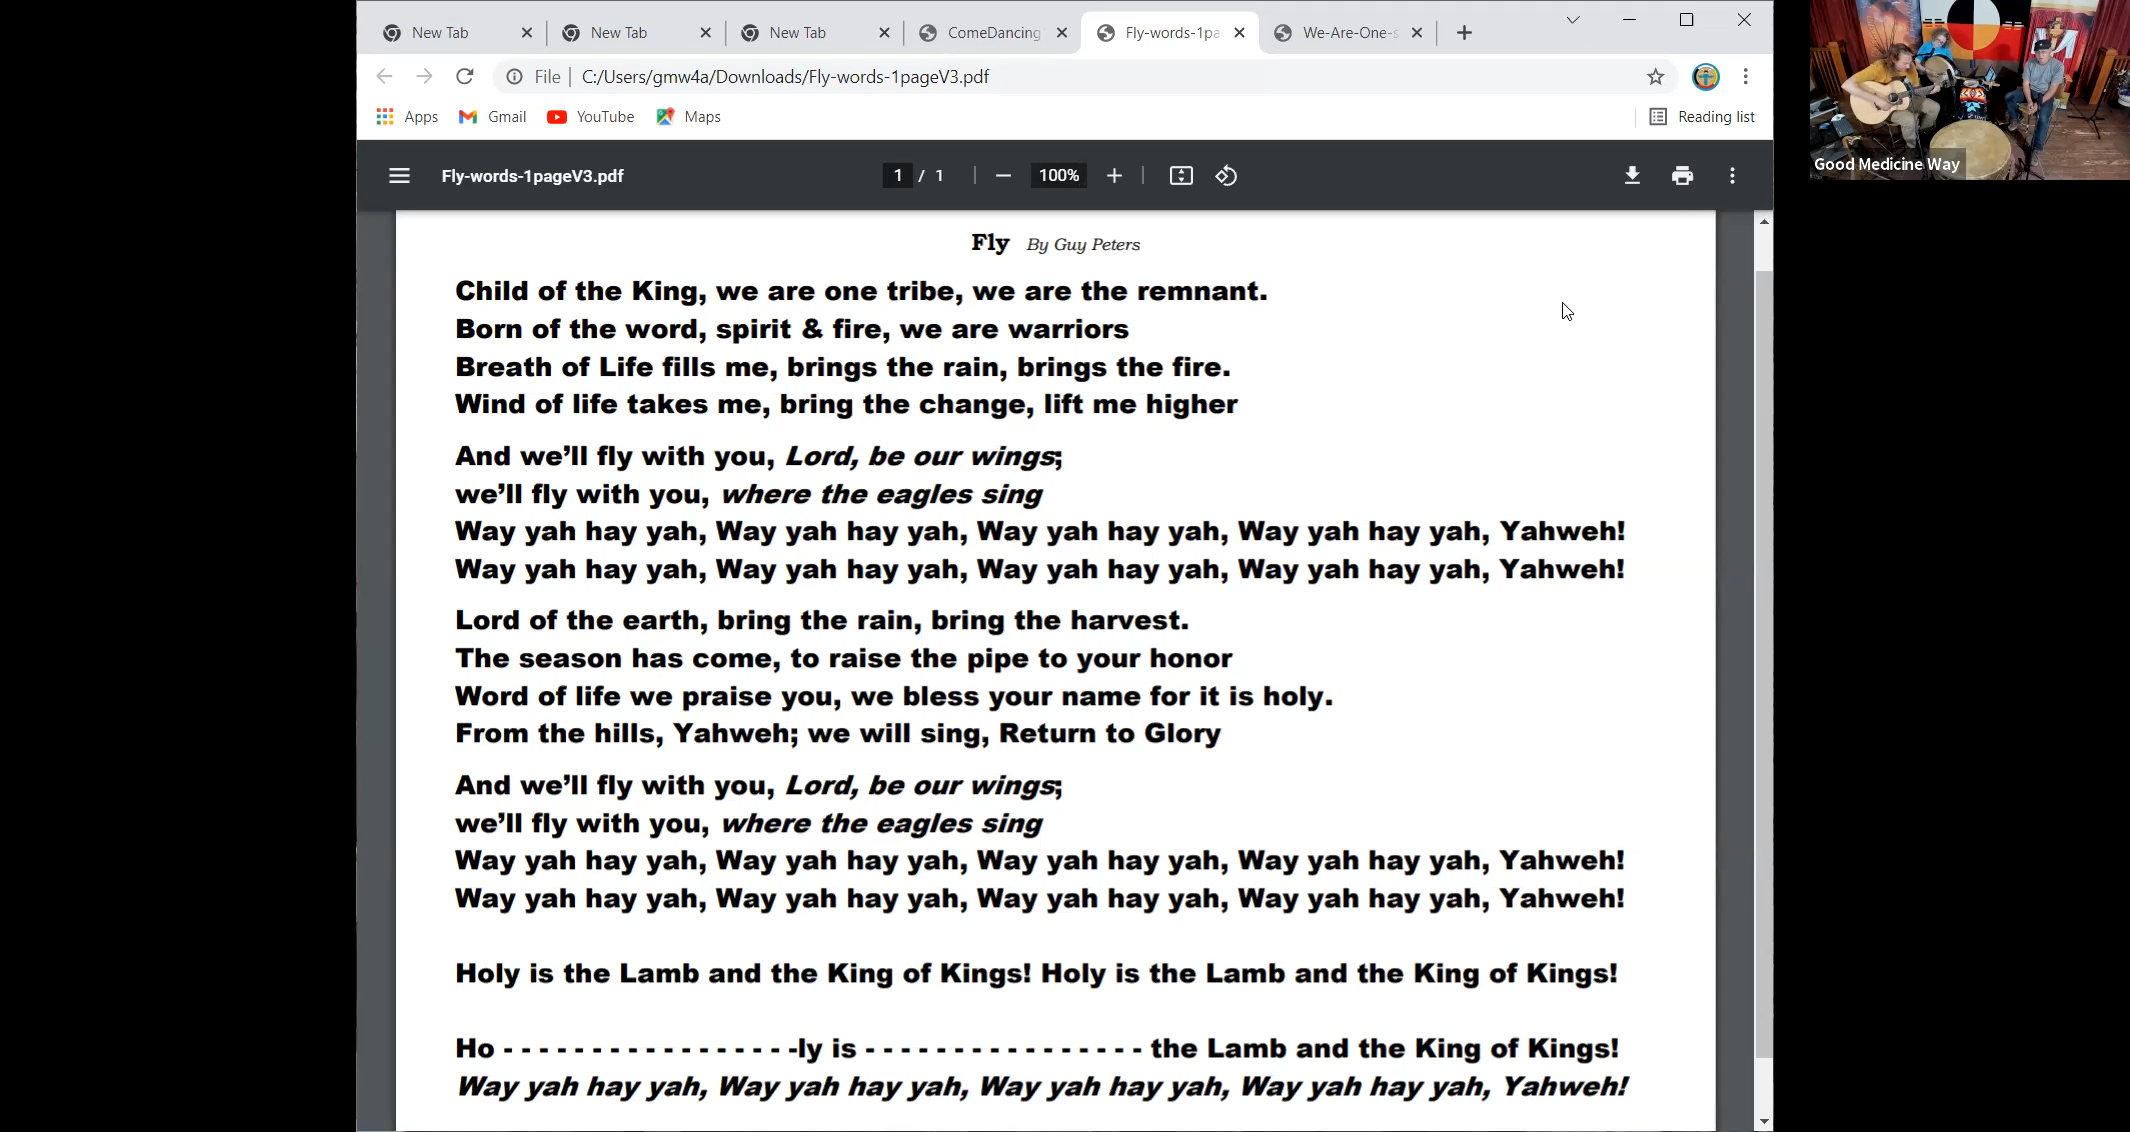 New Tab
New Tab
New Tab
ComeDancing
Fly-words-1pa
We-Are-One-s
File
C:/Users/gmw4a/Downloads/Fly-words-1pageV3.pdf
Apps
Gmail
YouTube
Maps
Reading list
Fly-words-1pageV3.pdf
1 / 1
100%
Good Medicine Way
Fly By Guy Peters
Child of the King, we are one tribe, we are the remnant.
Born of the word, spirit & fire, we are warriors
Breath of Life fills me, brings the rain, brings the fire.
Wind of life takes me, bring the change, lift me higher
And we’ll fly with you, Lord, be our wings;
we’ll fly with you, where the eagles sing
Way yah hay yah, Way yah hay yah, Way yah hay yah, Way yah hay yah, Yahweh!
Way yah hay yah, Way yah hay yah, Way yah hay yah, Way yah hay yah, Yahweh!
Lord of the earth, bring the rain, bring the harvest.
The season has come, to raise the pipe to your honor
Word of life we praise you, we bless your name for it is holy.
From the hills, Yahweh; we will sing, Return to Glory
And we’ll fly with you, Lord, be our wings;
we’ll fly with you, where the eagles sing
Way yah hay yah, Way yah hay yah, Way yah hay yah, Way yah hay yah, Yahweh!
Way yah hay yah, Way yah hay yah, Way yah hay yah, Way yah hay yah, Yahweh!
Holy is the Lamb and the King of Kings! Holy is the Lamb and the King of Kings!
Ho - - - - - - - - - - - - - - - - - -ly is - - - - - - - - - - - - - - - - - the Lamb and the King of Kings!
Way yah hay yah, Way yah hay yah, Way yah hay yah, Way yah hay yah, Yahweh!